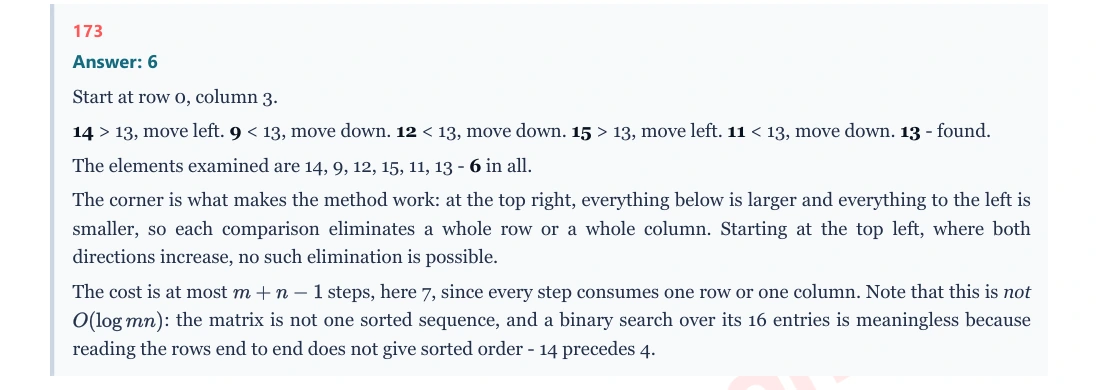 173
Answer: 6
Start at row 0, column 3.
14 > 13, move left. 9 < 13, move down. 12 < 13, move down. 15 > 13, move left. 11 < 13, move down. 13 - found.
The elements examined are 14, 9, 12, 15, 11, 13 - 6 in all.
The corner is what makes the method work: at the top right, everything below is larger and everything to the left is
smaller, so each comparison eliminates a whole row or a whole column. Starting at the top left, where both
directions increase, no such elimination is possible.
The cost is at most m + n − 1 steps, here 7, since every step consumes one row or one column. Note that this is not
O(log mn): the matrix is not one sorted sequence, and a binary search over its 16 entries is meaningless because
reading the rows end to end does not give sorted order - 14 precedes 4.